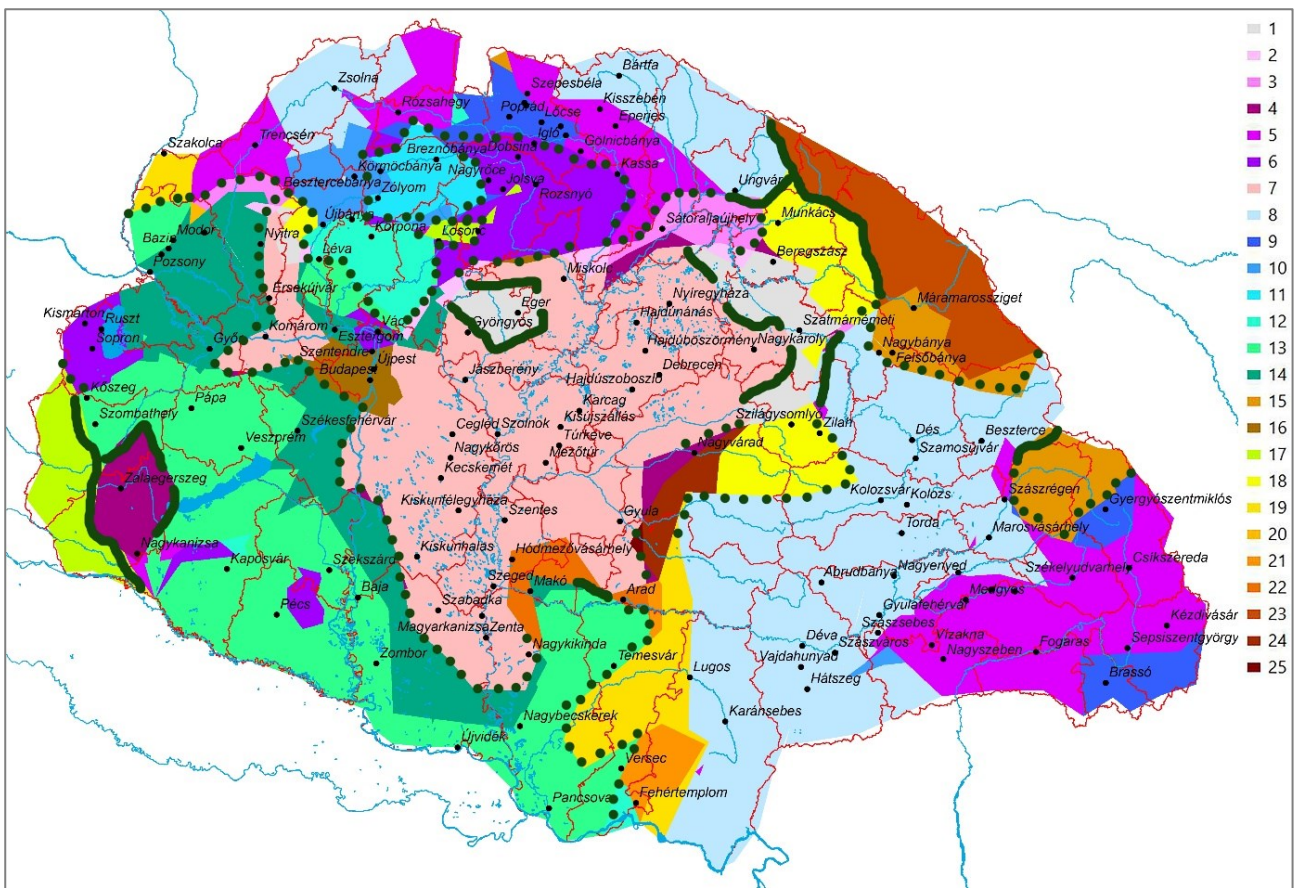 1
2
3
4
5
6
7
8
9
10
11
12
13
14
15
16
17
18
19
20
21
22
23
24
25
Bártfa
Zsolna
Szepesbéla
Kisszeben
Rózsahegy
Poprád
Lőcse
Eperjes
Igló
Gölnicbánya
Szakolca
Trencsén
Breznóbánya
Dobsina
Kassa
Körmöcbánya
Besztercebánya
Nagyrőce
Jolsva
Rozsnyó
Ungvár
Zólyom
Újbánya
Korpona
Losonc
Sátoraljaújhely
Munkács
Modor
Bazin
Nyitra
Léva
Pozsony
Beregszász
Miskolc
Érsekújvár
Eger
Nyíregyháza
Máramarossziget
Kismarton
Ruszt
Sopron
Győ
Komárom
Esztergom
Vác
Gyöngyös
Hajdúnánás
Szatmárnémeti
Szentendre
Újpest
Hajdúböszörmény
Nagykároly
Nagybánya
Felsőbánya
Budapest
Jászberény
Debrecen
Kőszeg
Pápa
Hajdúszoboszló
Szombathely
Székesfehérvár
Karcag
Kisújszállás
Szilágysomlyó
Zilah
Veszprém
Cegléd
Szolnok
Túrkeve
Dés
Beszterce
Nagykőrös
Mezőtúr
Nagyvárad
Szamosújvár
Kecskemét
Zalaegerszeg
Kiskunfélegyháza
Kolozsvár
Kolozs
Szászrégen
Gyergyószentmiklós
Szentes
Gyula
Torda
Nagykanizsa
Kaposvár
Szekszárd
Kiskunhalas
Hódmezővásárhely
Marosvásárhely
Csíkszereda
Szeged
Makó
Arad
Abrudbánya
Nagyenyed
Medgyes
Székelyudvarhely
Pécs
Baja
Szabadka
Gyulafehérvár
Kézdivásár
Magyarkanizsa
Zenta
Szászsebes
Sepsiszentgyörgy
Zombor
Nagykikinda
Temesvár
Déva
Szászváros
Vízakna
Fogaras
Vajdahunyad
Nagyszeben
Lugos
Hátszeg
Brassó
Nagybecskerek
Karánsebes
Újvidék
Versec
Pancsova
Fehértemplom